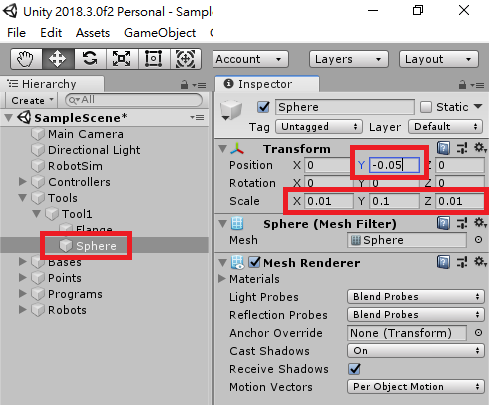 Unity 2018.3.0f2 Personal - Sample
File Edit Assets GameObject
Account Layers Layout
Hierarchy
Create All
SampleScene*
Main Camera
Directional Light
RobotSim
Controllers
Tools
Tool1
Flange
Sphere
Bases
Points
Programs
Robots
Inspector
Sphere Static
Tag Untagged Layer Default
Transform
Position X 0 Y -0.05 Z 0
Rotation X 0 Y 0 Z 0
Scale X 0.01 Y 0.1 Z 0.01
Sphere (Mesh Filter)
Mesh Sphere
Mesh Renderer
Materials
Light Probes Blend Probes
Reflection Probes Blend Probes
Anchor Override None (Transform)
Cast Shadows On
Receive Shadows
Motion Vectors Per Object Motion